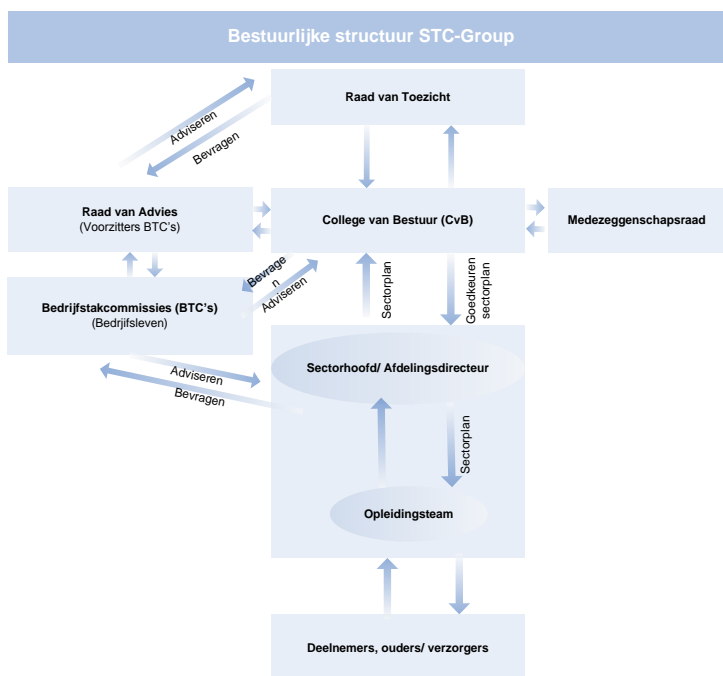 Bestuurlijke structuur STC-Group
Raad van Toezicht
Adviseren
Bevragen
Raad van Advies
(Voorzitters BTC's)
College van Bestuur (CvB)
Medezeggenschapsraad
Bevrage
n
Adviseren
Sectorplan
Goedkeuren
sectorplan
Bedrijfstakcommissies (BTC's)
(Bedrijfsleven)
Sectorhoofd/ Afdelingsdirecteur
Adviseren
Bevragen
Sectorplan
Opleidingsteam
Deelnemers, ouders/ verzorgers